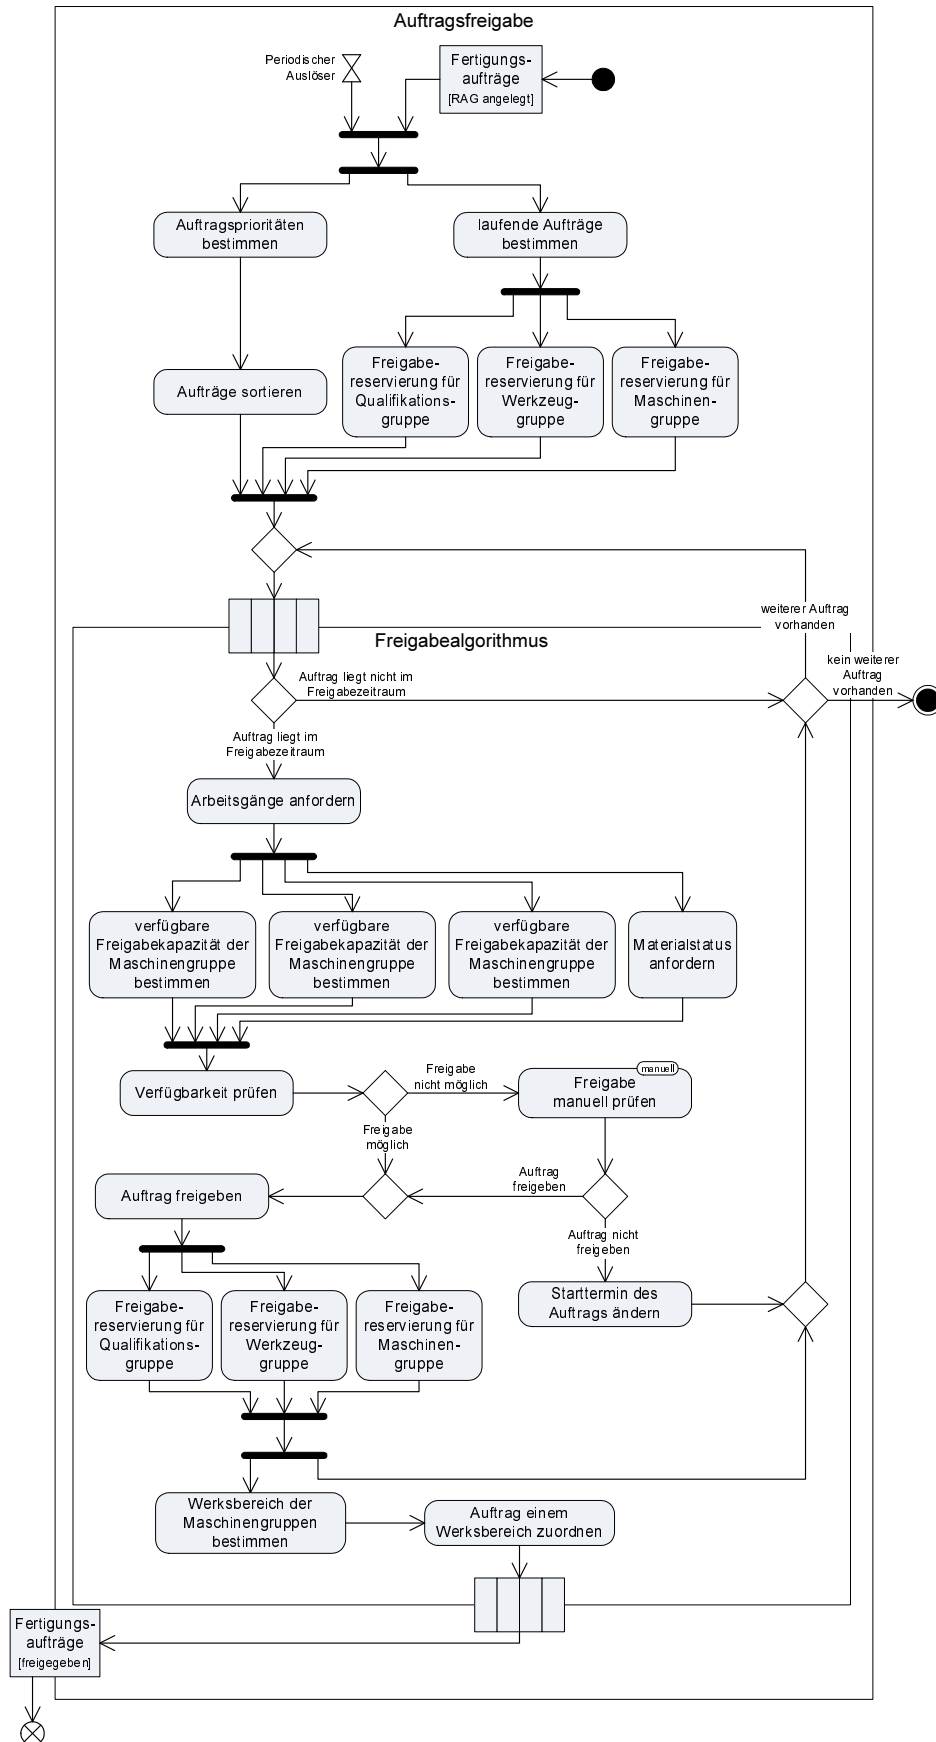 Auftragsfreigabe
Periodischer
Auslöser
Fertigungs-
aufträge
[RAG angelegt]
Auftragsprioritäten
bestimmen
laufende Aufträge
bestimmen
Aufträge sortieren
Freigabe-
reservierung für
Qualifikations-
gruppe
Freigabe-
reservierung für
Werkzeug-
gruppe
Freigabe-
reservierung für
Maschinen-
gruppe
weiterer Auftrag
vorhanden
Freigabealgorithmus
kein weiterer
Auftrag
vorhanden
Auftrag liegt nicht im
Freigabezeitraum
Auftrag liegt im
Freigabezeitraum
Arbeitsgänge anfordern
verfügbare
Freigabekapazität der
Maschinengruppe
bestimmen
verfügbare
Freigabekapazität der
Maschinengruppe
bestimmen
verfügbare
Freigabekapazität der
Maschinengruppe
bestimmen
Materialstatus
anfordern
Verfügbarkeit prüfen
Freigabe
nicht möglich
manuell
Freigabe
manuell prüfen
Freigabe
möglich
Auftrag freigeben
Auftrag
freigeben
Auftrag nicht
freigeben
Starttermin des
Auftrags ändern
Freigabe-
reservierung für
Qualifikations-
gruppe
Freigabe-
reservierung für
Werkzeug-
gruppe
Freigabe-
reservierung für
Maschinen-
gruppe
Werksbereich der
Maschinengruppen
bestimmen
Auftrag einem
Werksbereich zuordnen
Fertigungs-
aufträge
[freigegeben]